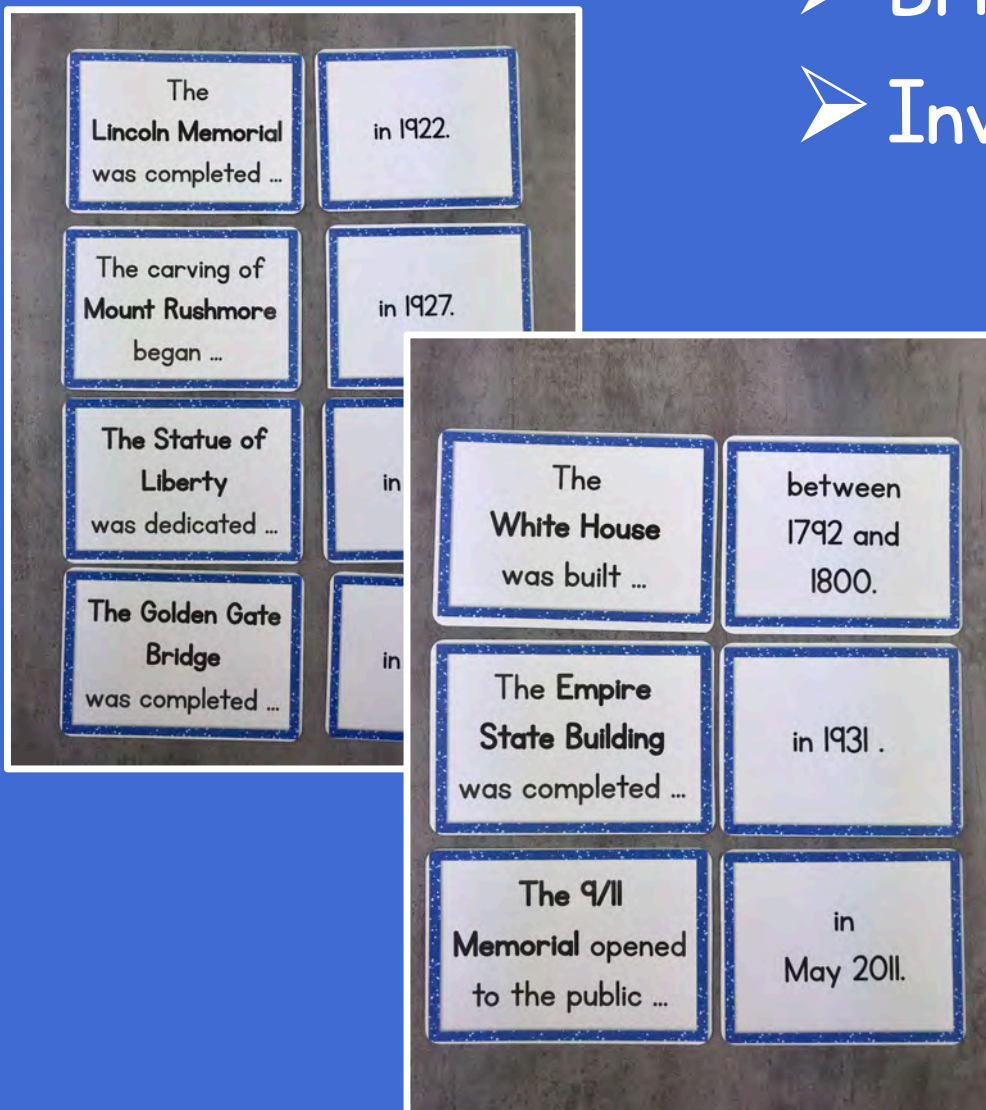 The
Lincoln Memorial
was completed ...
in 1922.
The carving of
Mount Rushmore
began ...
in 1927.
The Statue of
Liberty
was dedicated ...
in
The Golden Gate
Bridge
was completed ...
in
The
White House
was built ...
between
1792 and
1800.
The Empire
State Building
was completed ...
in 1931 .
The 9/11
Memorial opened
to the public ...
in
May 2011.